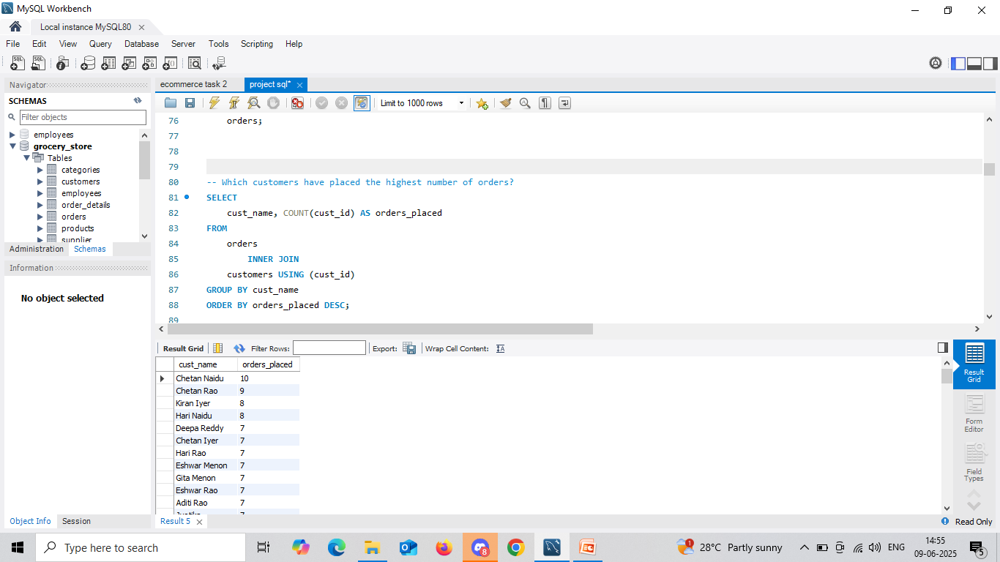 MySQL Workbench
Local instance MySQL80
File Edit View Query Database Server Tools Scripting Help
Navigator
SCHEMAS
Filter objects
employees
grocery_store
Tables
categories
customers
employees
order_details
orders
products
supplier
Administration Schemas
Information
No object selected
Object Info Session
ecommerce task 2 project sql*
Limit to 1000 rows
76 orders;
77
78
79
80 -- Which customers have placed the highest number of orders?
81 SELECT
82 cust_name, COUNT(cust_id) AS orders_placed
83 FROM
84 orders
85 INNER JOIN
86 customers USING (cust_id)
87 GROUP BY cust_name
88 ORDER BY orders_placed DESC;
89
Result Grid Filter Rows: Export: Wrap Cell Content:
cust_name orders_placed
Chetan Naidu 10
Chetan Rao 9
Kiran Iyer 8
Hari Naidu 8
Deepa Reddy 7
Chetan Iyer 7
Hari Rao 7
Eshwar Menon 7
Gita Menon 7
Eshwar Rao 7
Aditi Rao 7
Result
Grid
Form
Editor
Field
Types
Result 5
Read Only
Type here to search
28°C Partly sunny
ENG
14:55
09-06-2025